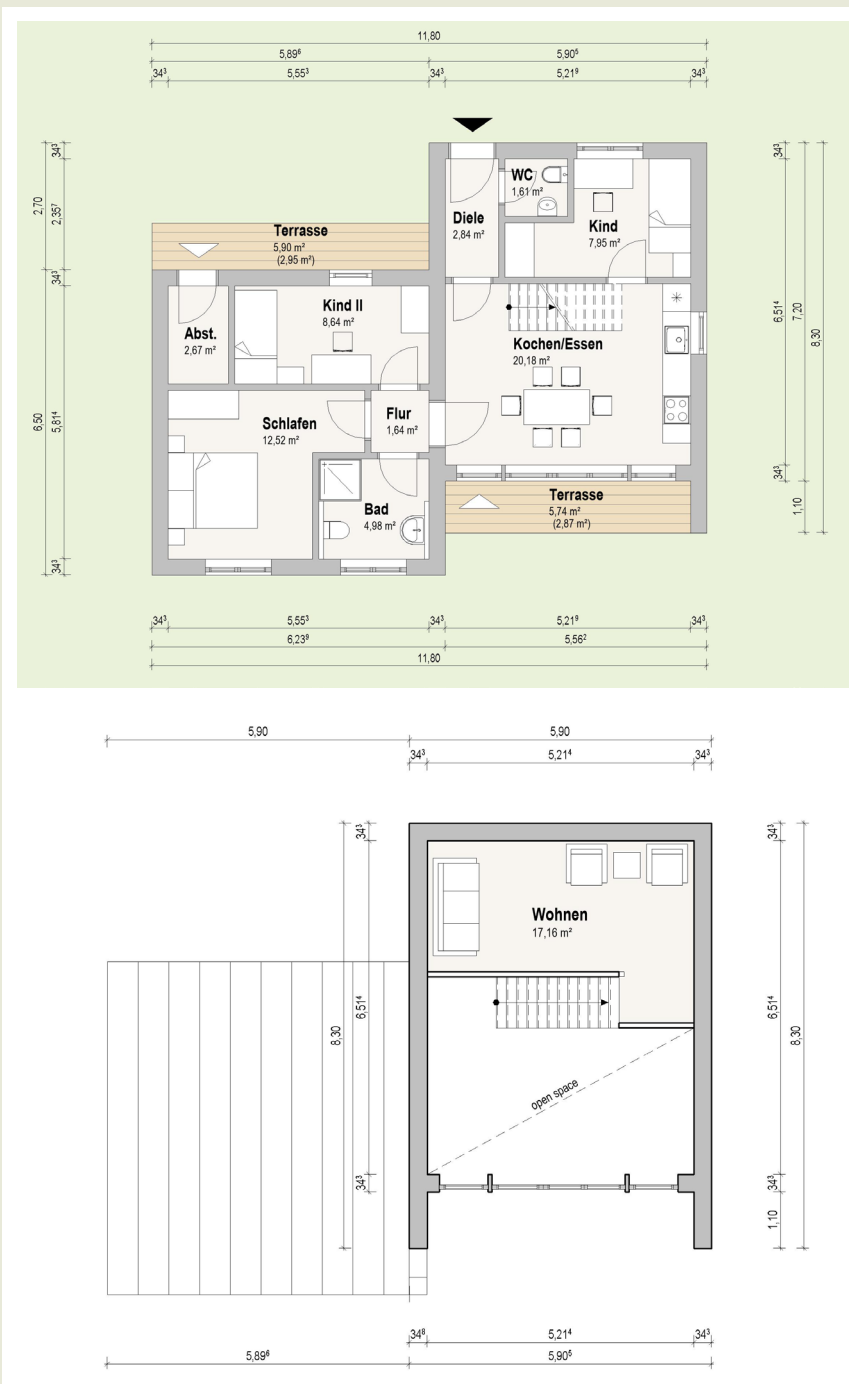 11,80
5,89⁶ 5,90⁵
34³ 5,55³ 34³ 5,21⁹ 34³
34³
2,70
2,35⁷
34³
6,50
5,81⁴
34³
WC
1,61 m²
Diele
2,84 m²
Kind
7,95 m²
Terrasse
5,90 m²
(2,95 m²)
Kind II
8,64 m²
Abst.
2,67 m²
Kochen/Essen
20,18 m²
Schlafen
12,52 m²
Flur
1,64 m²
Bad
4,98 m²
Terrasse
5,74 m²
(2,87 m²)
34³
6,51⁴
7,20
8,30
34³
1,10
34³ 5,55³ 34³ 5,21⁹ 34³
6,23⁹ 5,56²
11,80
5,90 5,90
34³ 5,21⁴ 34³
34³
6,51⁴
8,30
34³
Wohnen
17,16 m²
open space
34³
6,51⁴
8,30
34³
1,10
34⁸ 5,21⁴ 34³
5,89⁶ 5,90⁵